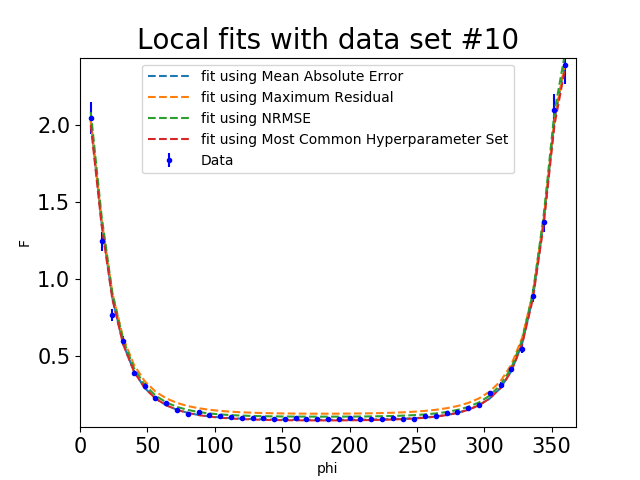 Local fits with data set #10
fit using Mean Absolute Error
fit using Maximum Residual
fit using NRMSE
fit using Most Common Hyperparameter Set
Data
F
2.0
1.5
1.0
0.5
0 50 100 150 200 250 300 350
phi